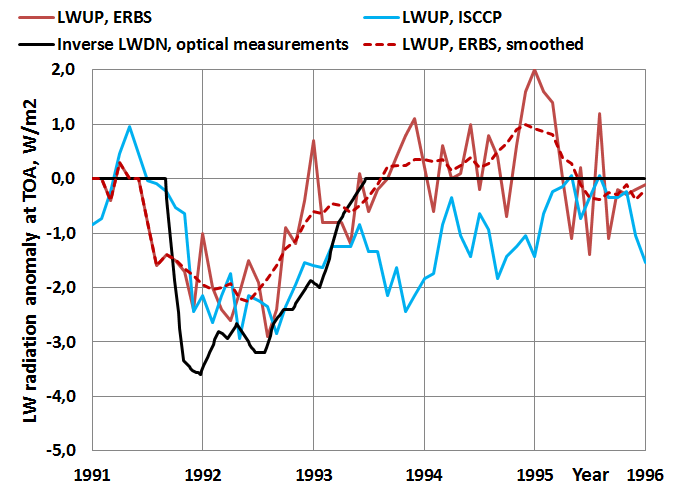 LWUP, ERBS
LWUP, ISCCP
Inverse LWDN, optical measurements
LWUP, ERBS, smoothed
LW radiation anomaly at TOA, W/m2
2,0
1,0
0,0
-1,0
-2,0
-3,0
-4,0
-5,0
1991 1992 1993 1994 1995 Year 1996